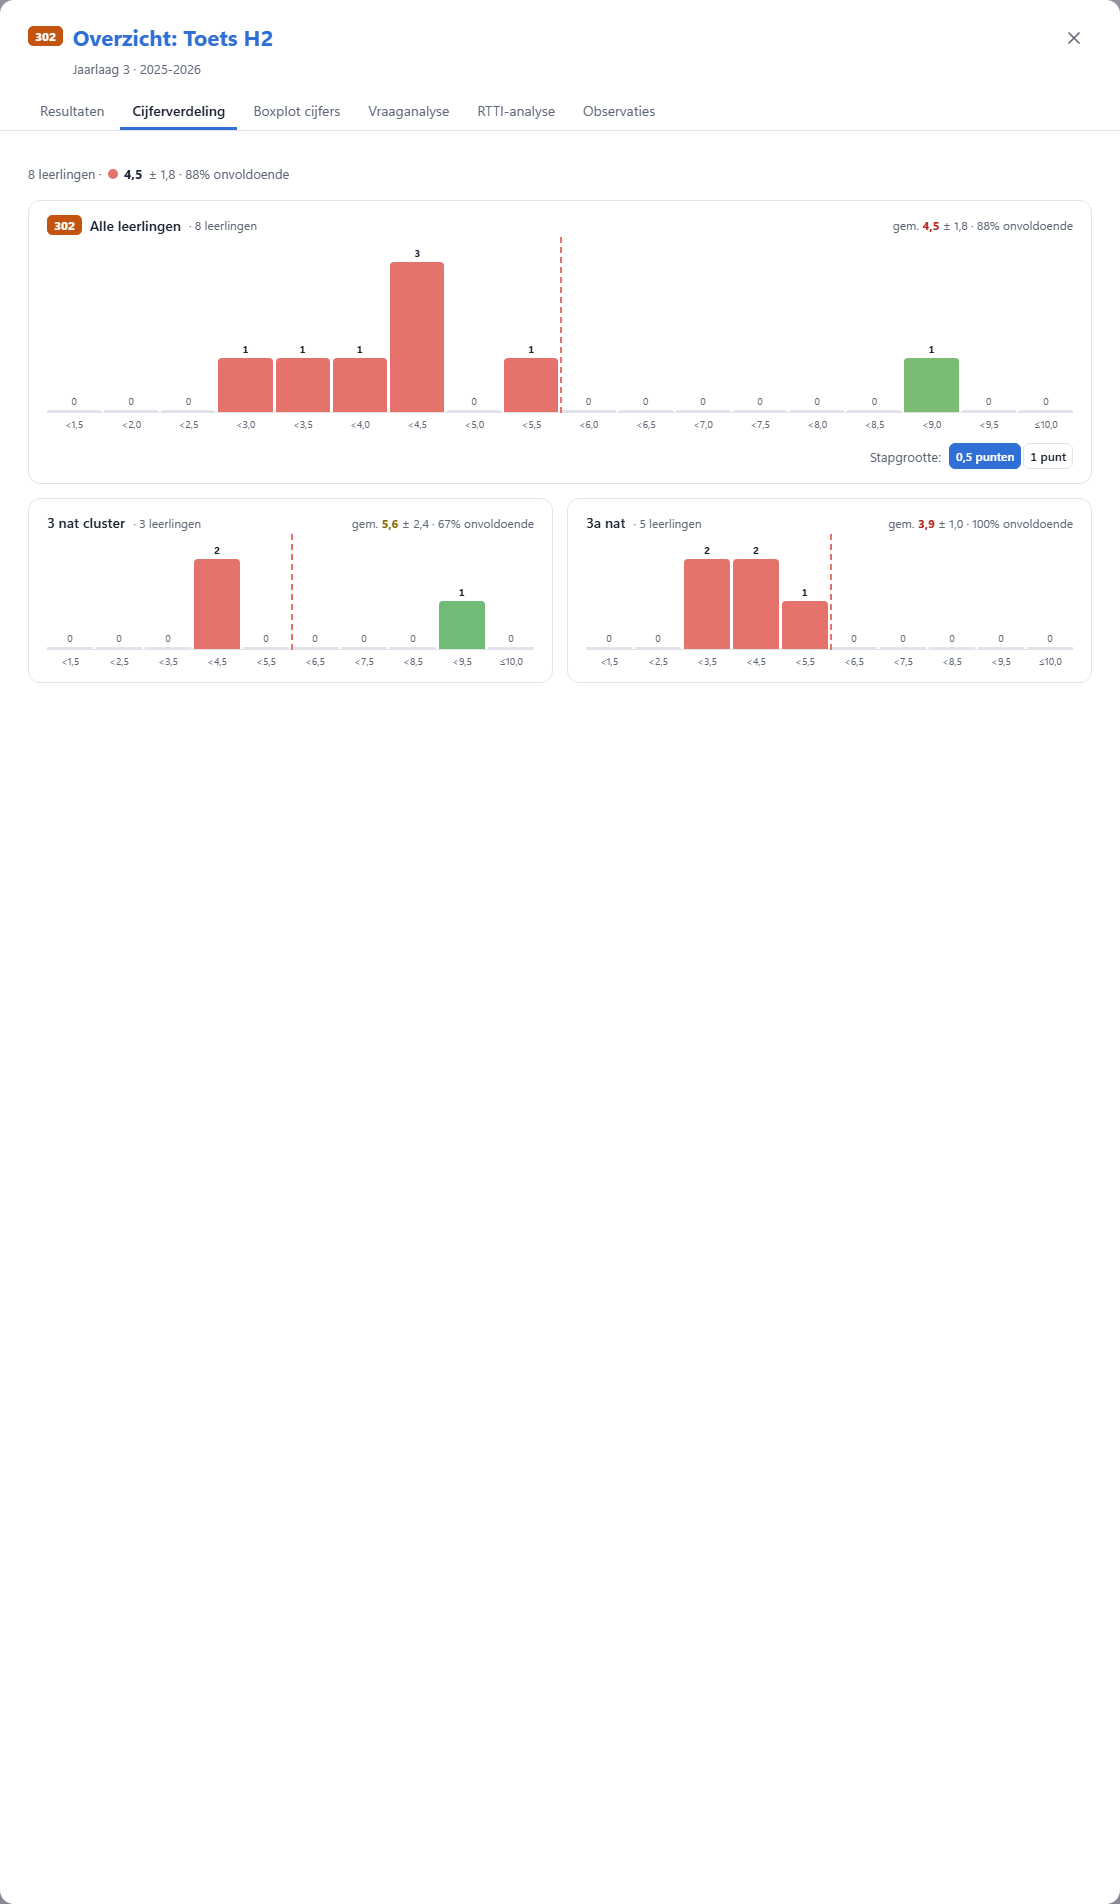 302 Overzicht: Toets H2
Jaarlaag 3 · 2025-2026
Resultaten Cijferverdeling Boxplot cijfers Vraaganalyse RTTI-analyse Observaties
8 leerlingen · 4,5 ± 1,8 · 88% onvoldoende
302 Alle leerlingen · 8 leerlingen gem. 4,5 ± 1,8 · 88% onvoldoende
0 0 0 1 1 1 3 0 1 0 0 0 0 0 0 1 0 0
<1,5 <2,0 <2,5 <3,0 <3,5 <4,0 <4,5 <5,0 <5,5 <6,0 <6,5 <7,0 <7,5 <8,0 <8,5 <9,0 <9,5 ≤10,0
Stapgrootte: 0,5 punten 1 punt
3 nat cluster · 3 leerlingen gem. 5,6 ± 2,4 · 67% onvoldoende
0 0 0 2 0 0 0 0 1 0
<1,5 <2,5 <3,5 <4,5 <5,5 <6,5 <7,5 <8,5 <9,5 ≤10,0
3a nat · 5 leerlingen gem. 3,9 ± 1,0 · 100% onvoldoende
0 0 2 2 1 0 0 0 0 0
<1,5 <2,5 <3,5 <4,5 <5,5 <6,5 <7,5 <8,5 <9,5 ≤10,0